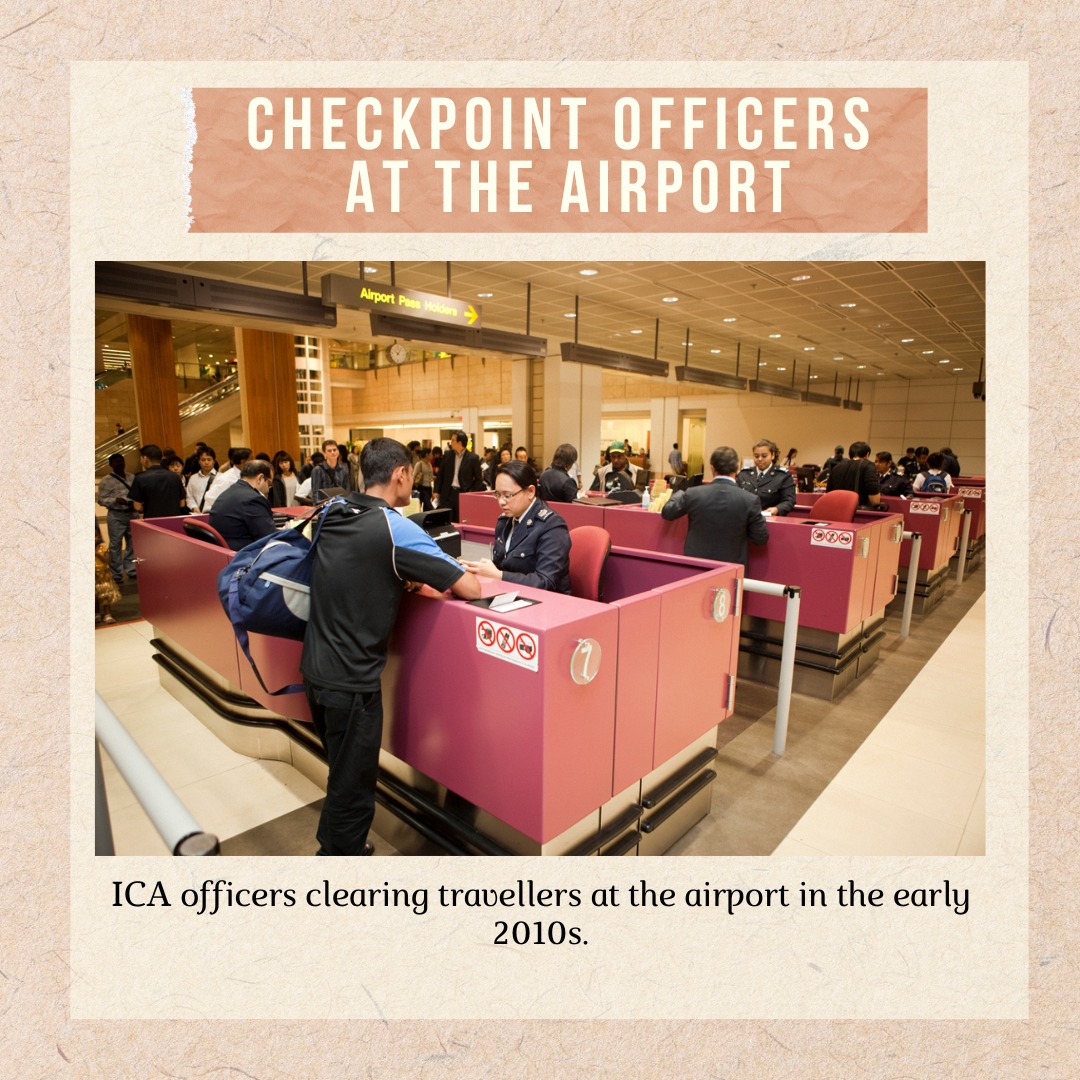 CHECKPOINT OFFICERS
AT THE AIRPORT
Airport Pass Holders
7
8
ICA officers clearing travellers at the airport in the early
2010s.